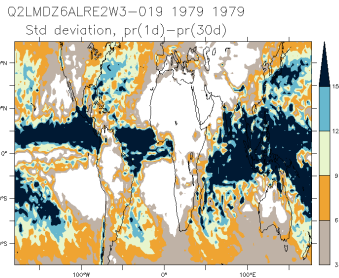 Q2LMDZ6ALRE2W3-019 1979 1979
Std deviation, pr(1d)-pr(30d)
15
12
9
6
3
0°
100°W
0°
100°E